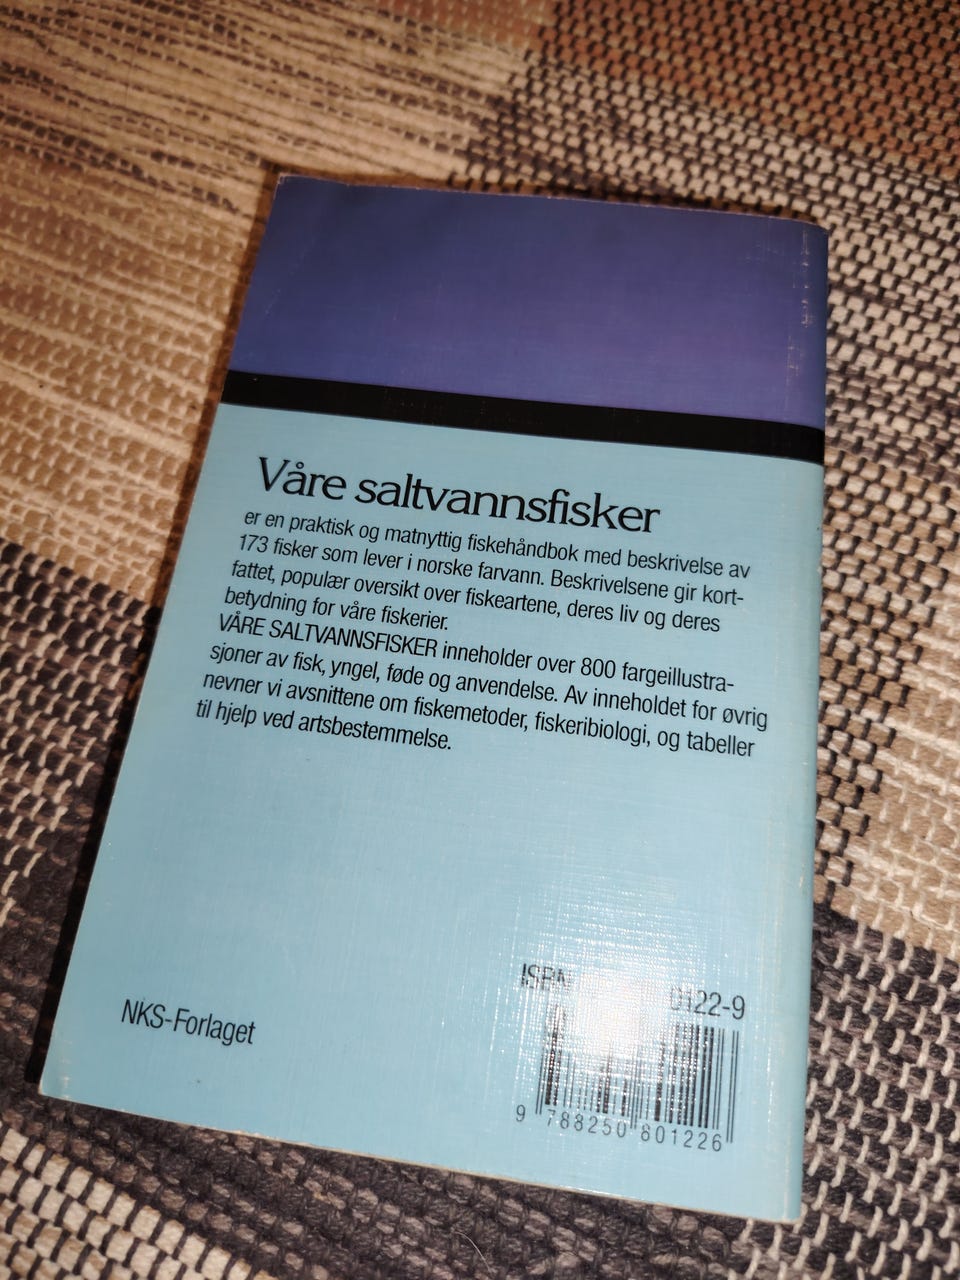 Våre saltvannsfisker
er en praktisk og matnyttig fiskehåndbok med beskrivelse av
173 fisker som lever i norske farvann. Beskrivelsene gir kort-
fattet, populær oversikt over fiskeartene, deres liv og deres
betydning for våre fiskerier.
VÅRE SALTVANNSFISKER inneholder over 800 fargeillustra-
sjoner av fisk, yngel, føde og anvendelse. Av inneholdet for øvrig
nevner vi avsnittene om fiskemetoder, fiskeribiologi, og tabeller
til hjelp ved artsbestemmelse.
ISBN 0122-9
NKS-Forlaget
9 788250 801226